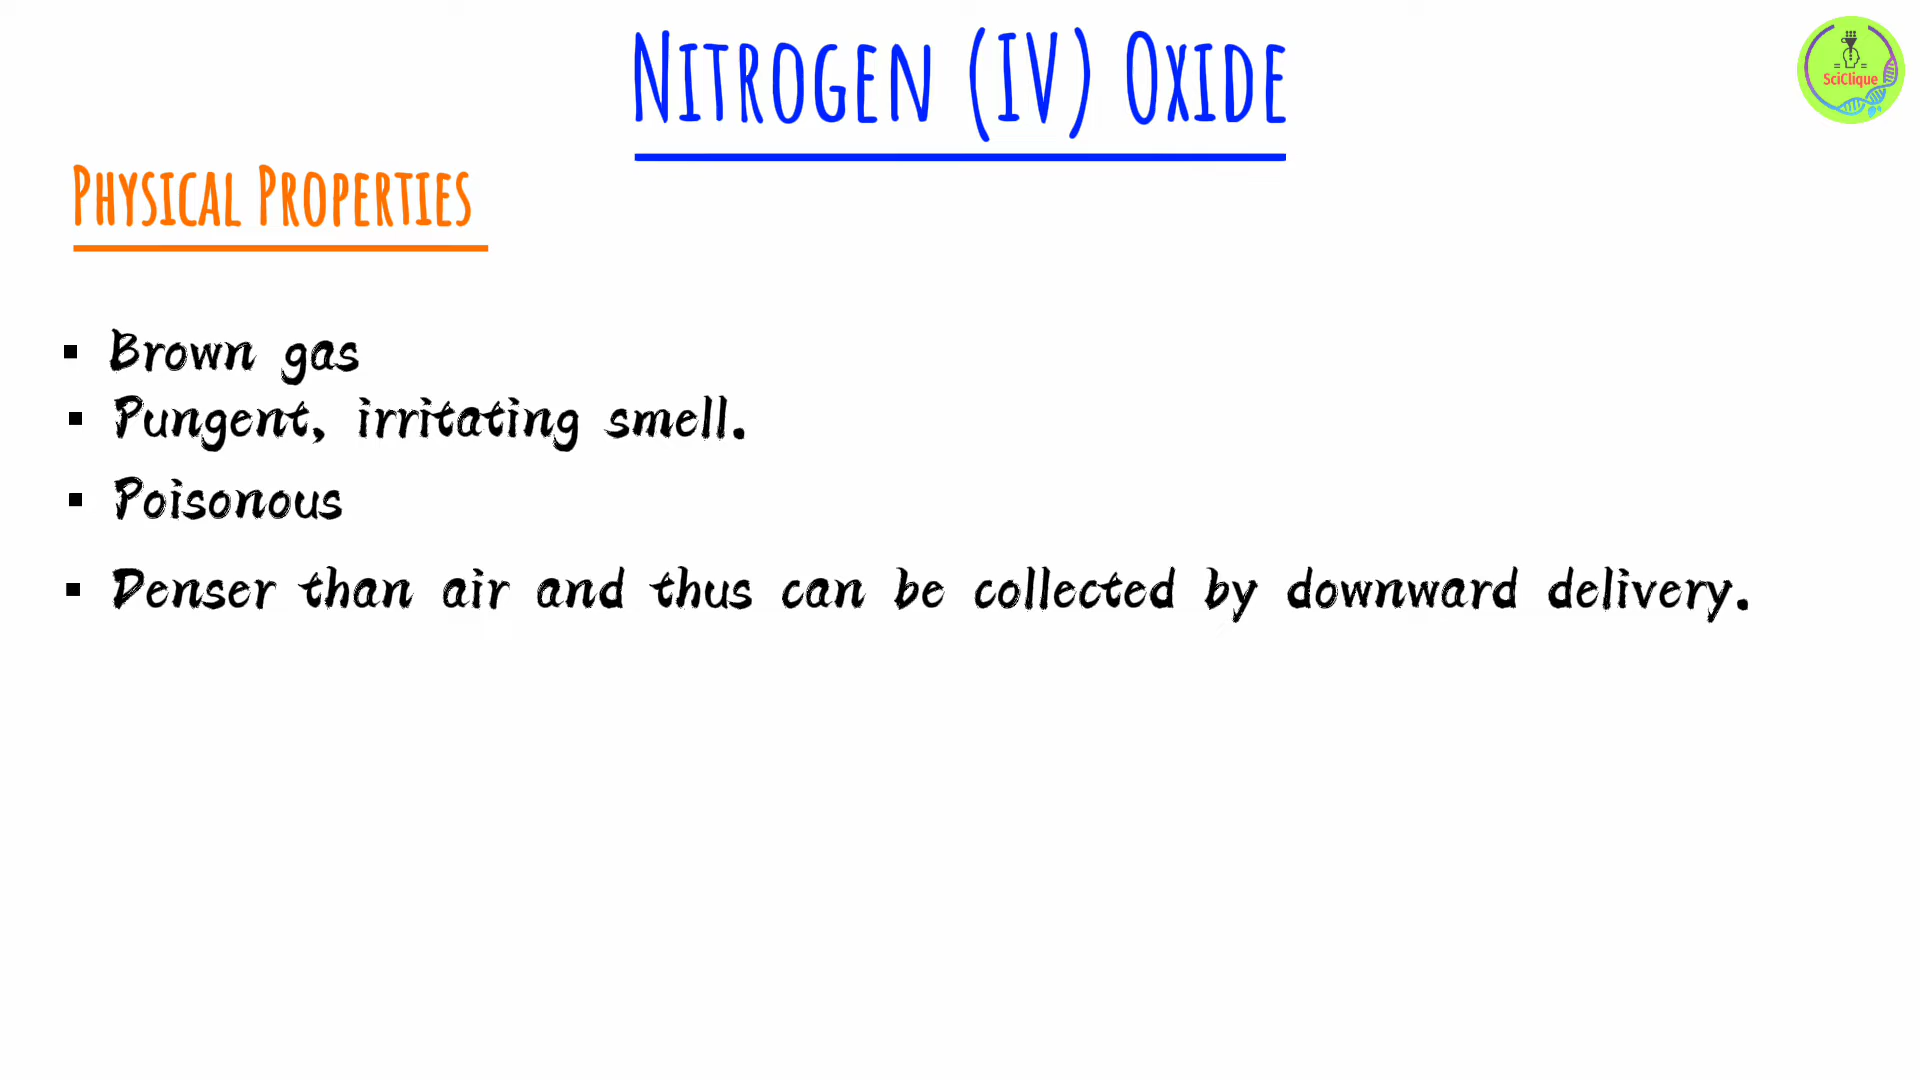 Nitrogen (IV) Oxide
SciClique
Physical Properties
▪ Brown gas
▪ Pungent, irritating smell.
▪ Poisonous
▪ Denser than air and thus can be collected by downward delivery.